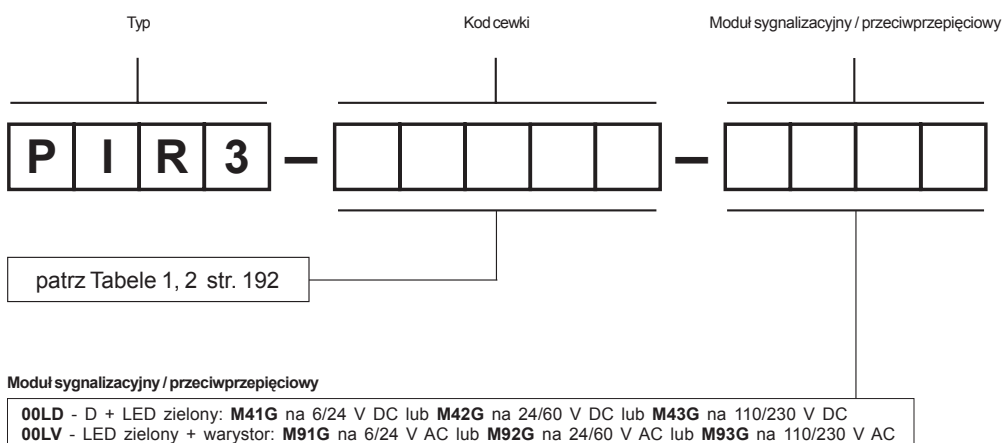 Typ
Kod cewki
Moduł sygnalizacyjny / przeciwprzepięciowy
P I R 3 – –
patrz Tabele 1, 2 str. 192
Moduł sygnalizacyjny / przeciwprzepięciowy
00LD - D + LED zielony: M41G na 6/24 V DC lub M42G na 24/60 V DC lub M43G na 110/230 V DC
00LV - LED zielony + warystor: M91G na 6/24 V AC lub M92G na 24/60 V AC lub M93G na 110/230 V AC